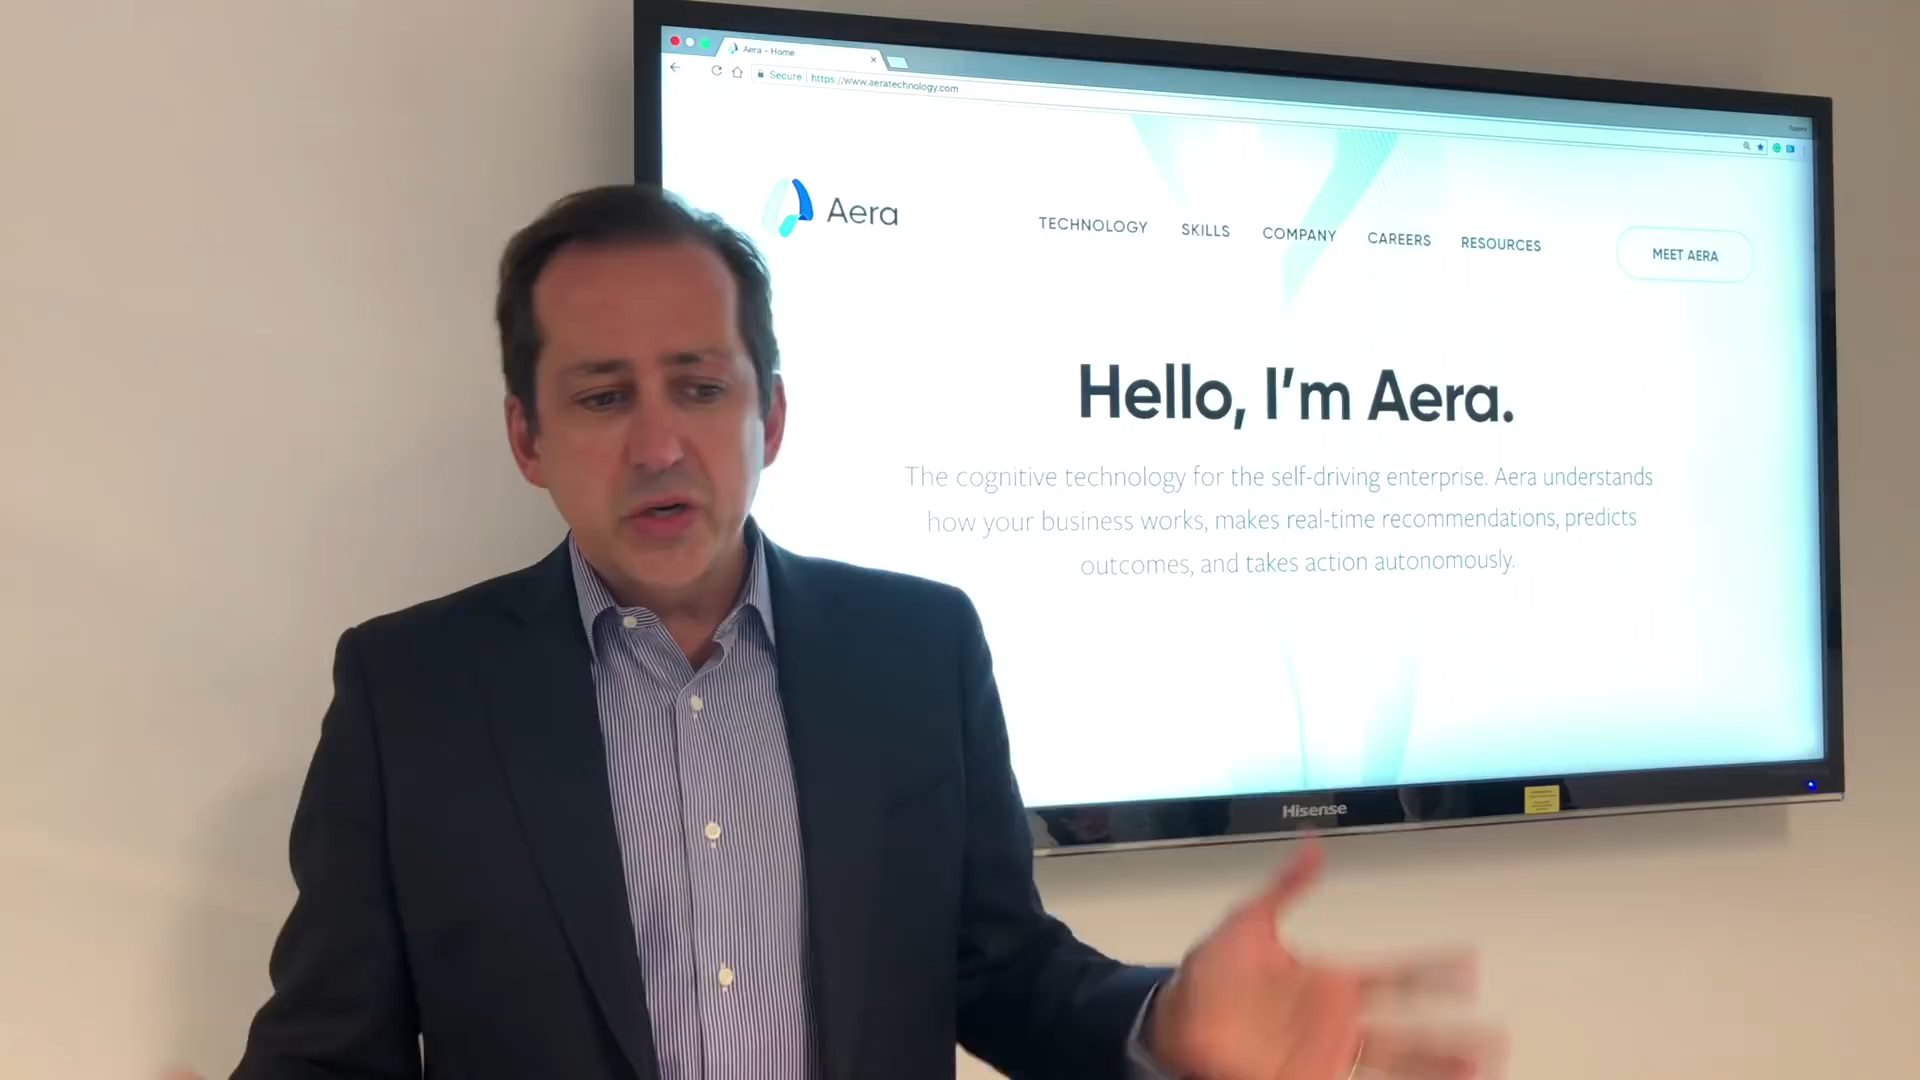 Aera - Home
Secure | https://www.aeratechnology.com
Aera
TECHNOLOGY SKILLS COMPANY CAREERS RESOURCES MEET AERA
Hello, I'm Aera.
The cognitive technology for the self-driving enterprise. Aera understands
how your business works, makes real-time recommendations, predicts
outcomes, and takes action autonomously.
Hisense